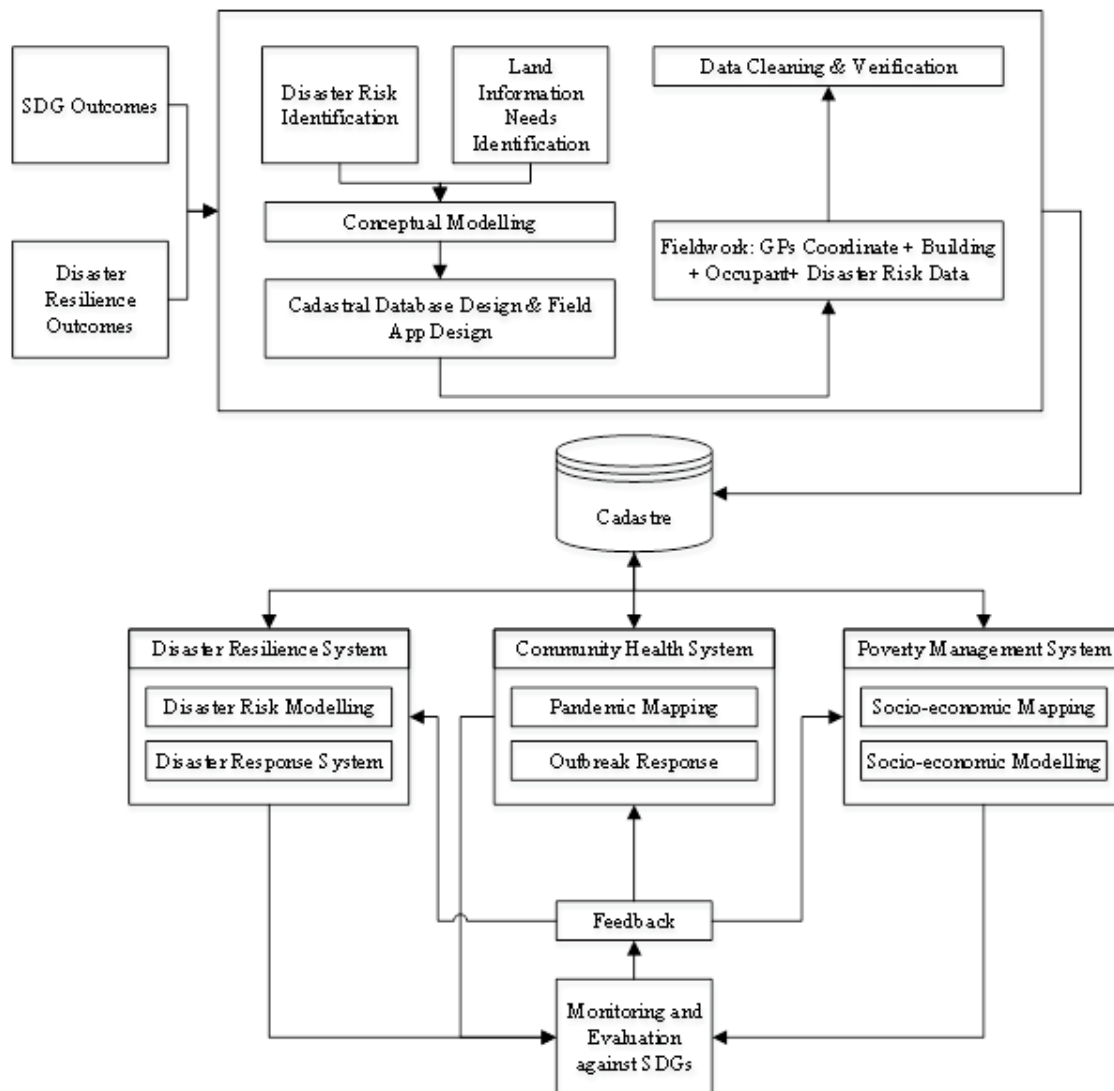 SDG Outcomes
Disaster
Resilience
Outcomes
Disaster Risk
Identification
Land
Information
Needs
Identification
Conceptual Modelling
Cadastral Database Design & Field
App Design
Data Cleaning & Verification
Fieldwork: GPs Coordinate + Building
+ Occupant+ Disaster Risk Data
Cadastre
Disaster Resilience System
Disaster Risk Modelling
Disaster Response System
Community Health System
Pandemic Mapping
Outbreak Response
Poverty Management System
Socio-economic Mapping
Socio-economic Modelling
Feedback
Monitoring and
Evaluation
against SDGs